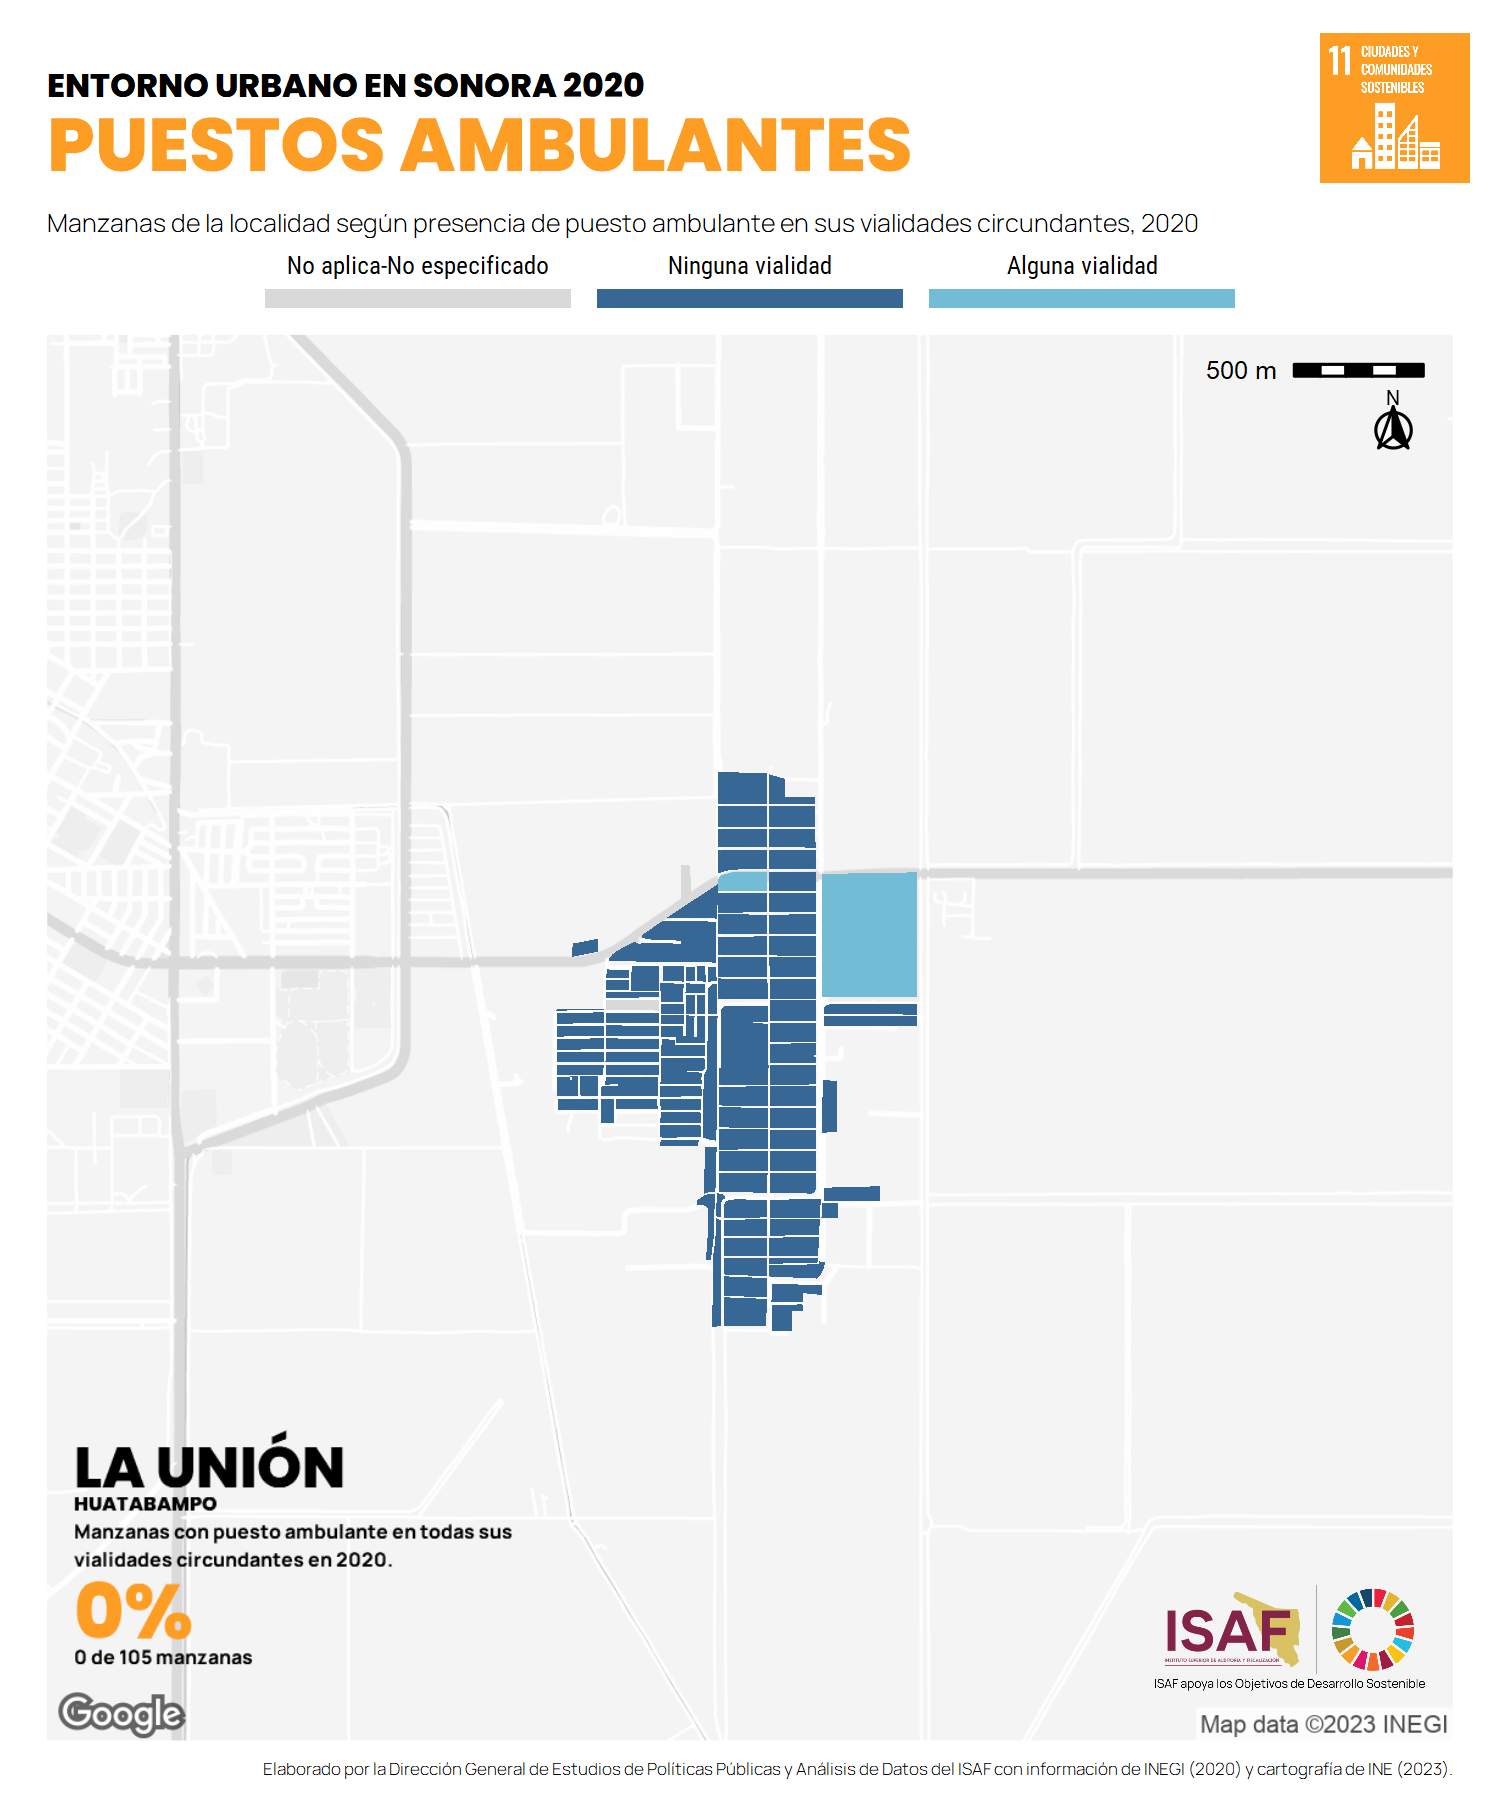 ENTORNO URBANO EN SONORA 2020
PUESTOS AMBULANTES
11 CIUDADES Y
COMUNIDADES
SOSTENIBLES
Manzanas de la localidad según presencia de puesto ambulante en sus vialidades circundantes, 2020
No aplica-No especificado
Ninguna vialidad
Alguna vialidad
500 m
N
LA UNIÓN
HUATABAMPO
Manzanas con puesto ambulante en todas sus
vialidades circundantes en 2020.
0%
0 de 105 manzanas
Google
ISAF
INSTITUTO SUPERIOR DE AUDITORÍA Y FISCALIZACIÓN
ISAF apoya los Objetivos de Desarrollo Sostenible
Map data ©2023 INEGI
Elaborado por la Dirección General de Estudios de Políticas Públicas y Análisis de Datos del ISAF con información de INEGI (2020) y cartografía de INE (2023).